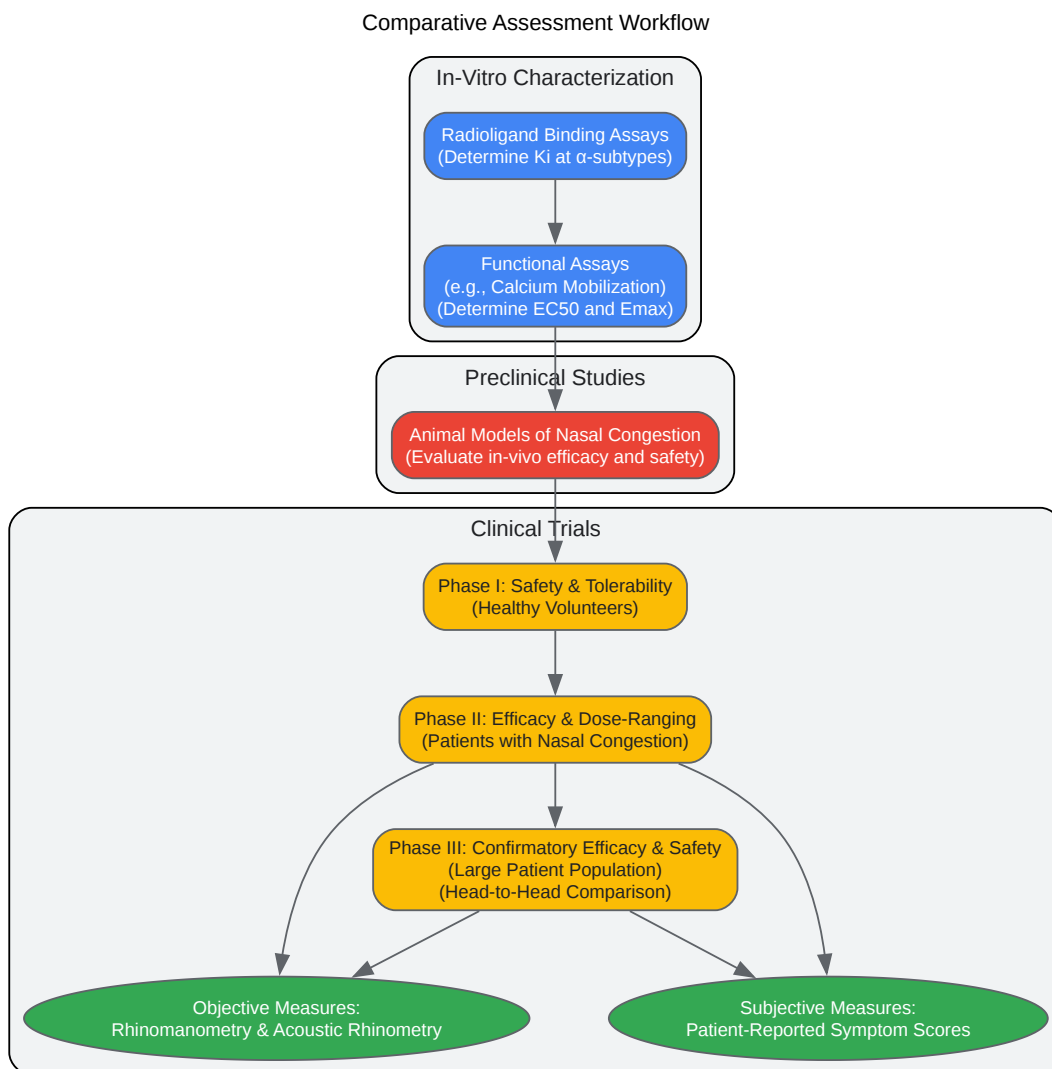 Comparative Assessment Workflow
In-Vitro Characterization
Radioligand Binding Assays
(Determine Ki at α-subtypes)
Functional Assays
(e.g., Calcium Mobilization)
(Determine EC50 and Emax)
Preclinical Studies
Animal Models of Nasal Congestion
(Evaluate in-vivo efficacy and safety)
Clinical Trials
Phase I: Safety & Tolerability
(Healthy Volunteers)
Phase II: Efficacy & Dose-Ranging
(Patients with Nasal Congestion)
Phase III: Confirmatory Efficacy & Safety
(Large Patient Population)
(Head-to-Head Comparison)
Objective Measures:
Rhinomanometry & Acoustic Rhinometry
Subjective Measures:
Patient-Reported Symptom Scores